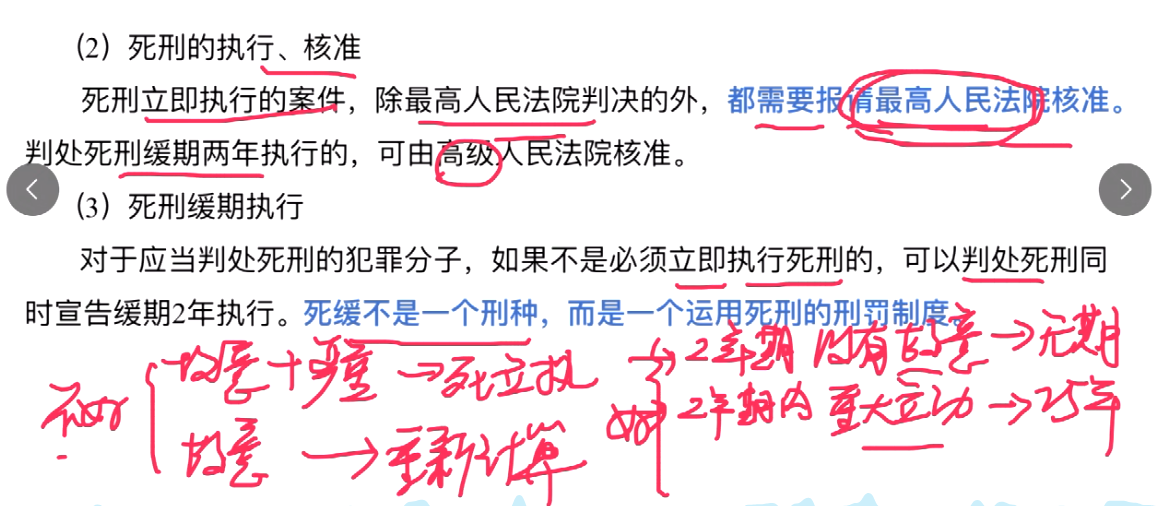 （2）死刑的执行、核准
死刑立即执行的案件，除最高人民法院判决的外，都需要报请最高人民法院核准。
判处死刑缓期两年执行的，可由高级人民法院核准。
（3）死刑缓期执行
对于应当判处死刑的犯罪分子，如果不是必须立即执行死刑的，可以判处死刑同
时宣告缓期2年执行。死缓不是一个刑种，而是一个运用死刑的刑罚制度。
不好
故意+严重→死立执
故意→重新计算
好
→2年期内有故意→无期
2年期内重大立功→25年